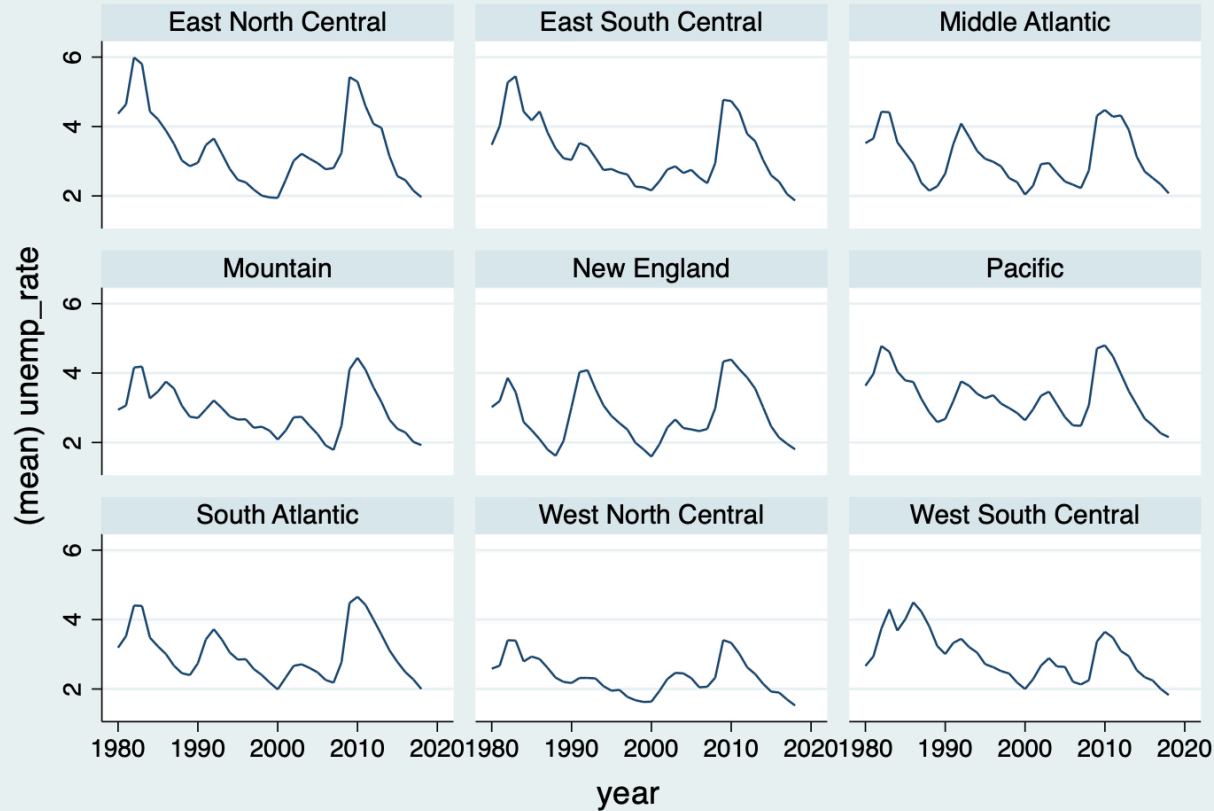 East North Central East South Central Middle Atlantic
6
4
2
Mountain New England Pacific
6
4
2
South Atlantic West North Central West South Central
6
4
2
1980 1990 2000 2010 2020 1980 1990 2000 2010 2020 1980 1990 2000 2010 2020
(mean) unemp_rate
year